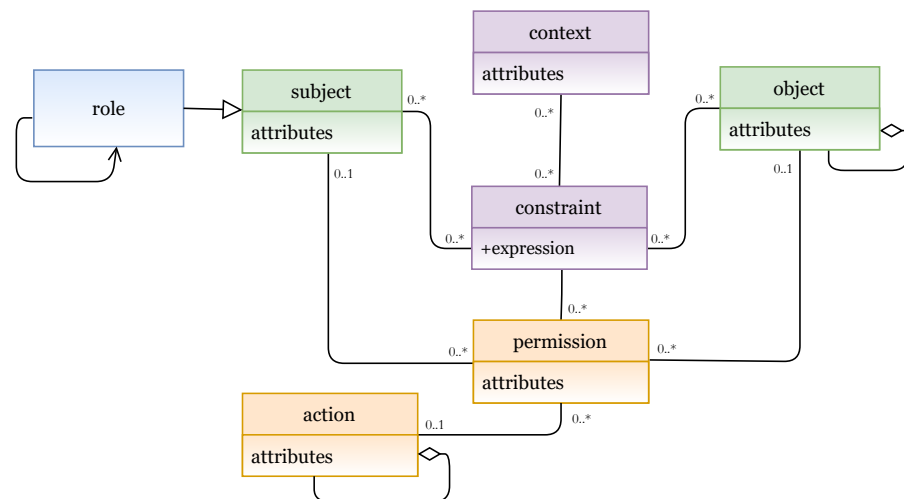 context
attributes
role
subject
attributes
object
attributes
0..*
0..*
0..*
0..1
0..*
0..1
constraint
+expression
0..*
0..*
0..*
permission
attributes
0..*
0..*
action
attributes
0..1
0..*